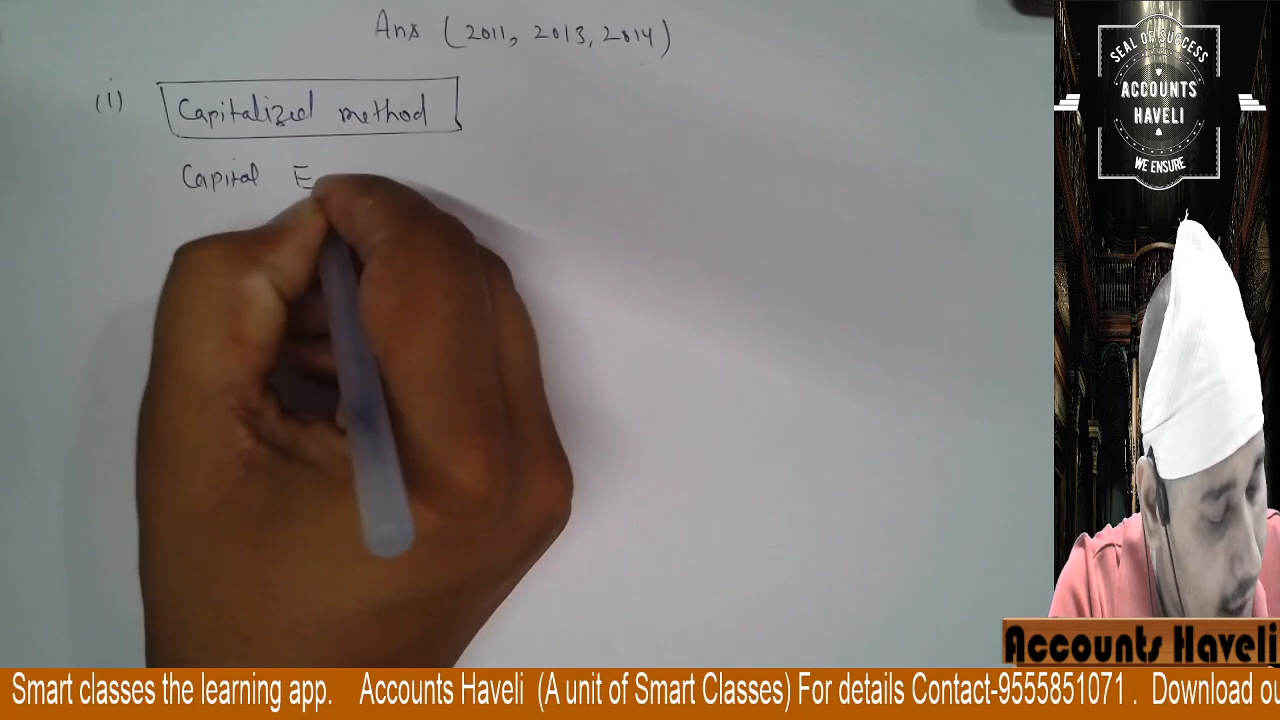 Ans (2011, 2013, 2014)
(i) Capitalized method
Capital E
SEAL OF SUCCESS
ACCOUNTS
HAVELI
WE ENSURE
Accounts Haveli
Smart classes the learning app. Accounts Haveli (A unit of Smart Classes) For details Contact-9555851071 . Download ou